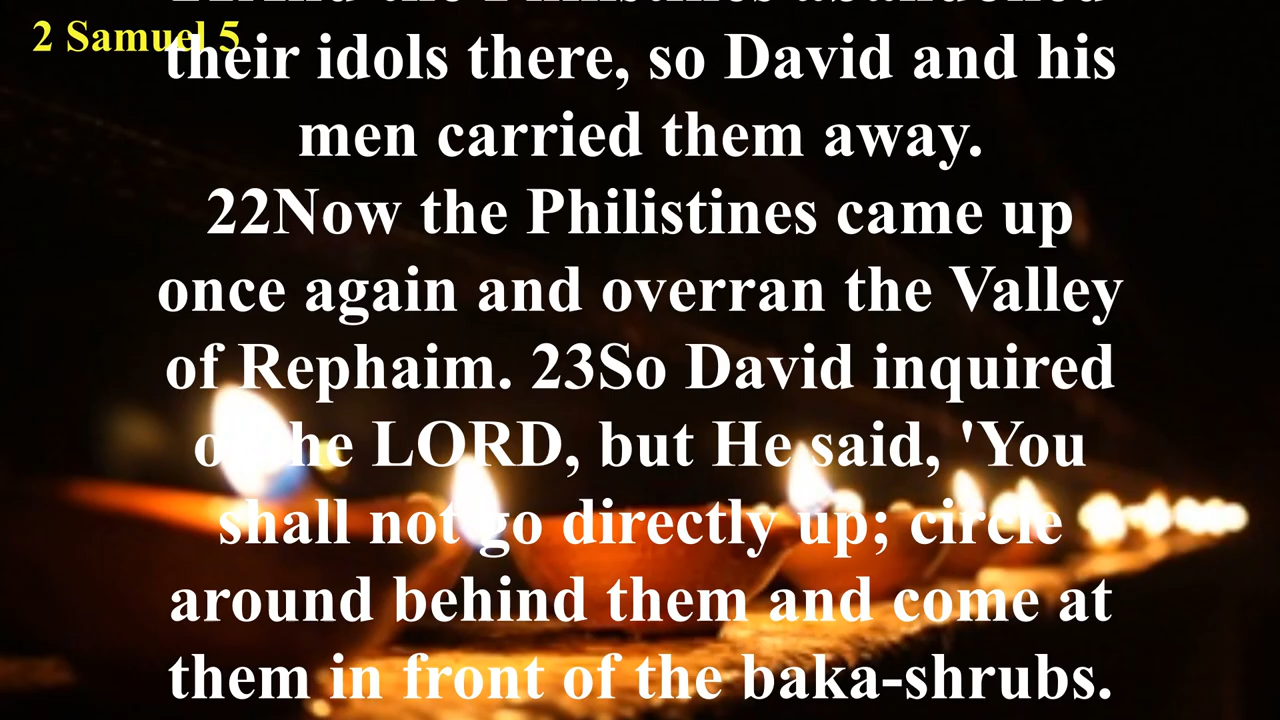 2 Samuel 5
their idols there, so David and his
men carried them away.
22Now the Philistines came up
once again and overran the Valley
of Rephaim. 23So David inquired
of the LORD, but He said, 'You
shall not go directly up; circle
around behind them and come at
them in front of the baka-shrubs.